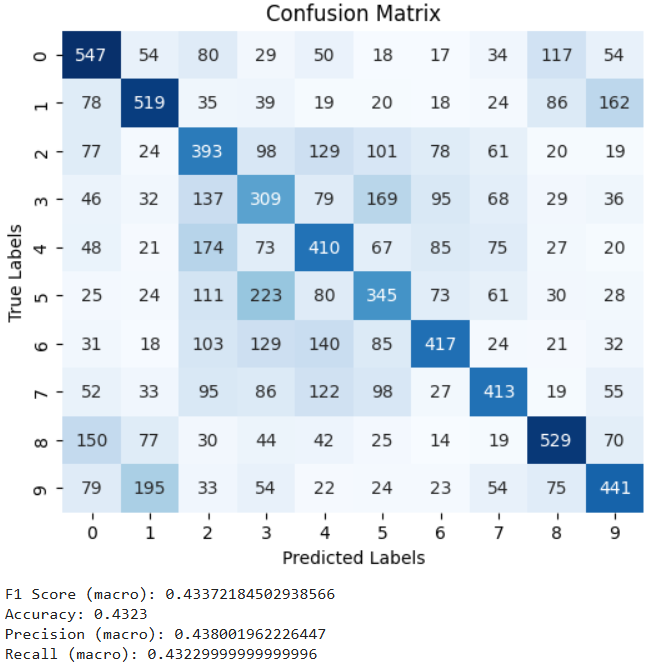 Confusion Matrix
True Labels
0 547 54 80 29 50 18 17 34 117 54
1 78 519 35 39 19 20 18 24 86 162
2 77 24 393 98 129 101 78 61 20 19
3 46 32 137 309 79 169 95 68 29 36
4 48 21 174 73 410 67 85 75 27 20
5 25 24 111 223 80 345 73 61 30 28
6 31 18 103 129 140 85 417 24 21 32
7 52 33 95 86 122 98 27 413 19 55
8 150 77 30 44 42 25 14 19 529 70
9 79 195 33 54 22 24 23 54 75 441
0 1 2 3 4 5 6 7 8 9
Predicted Labels
F1 Score (macro): 0.43372184502938566
Accuracy: 0.4323
Precision (macro): 0.438001962226447
Recall (macro): 0.43229999999999996